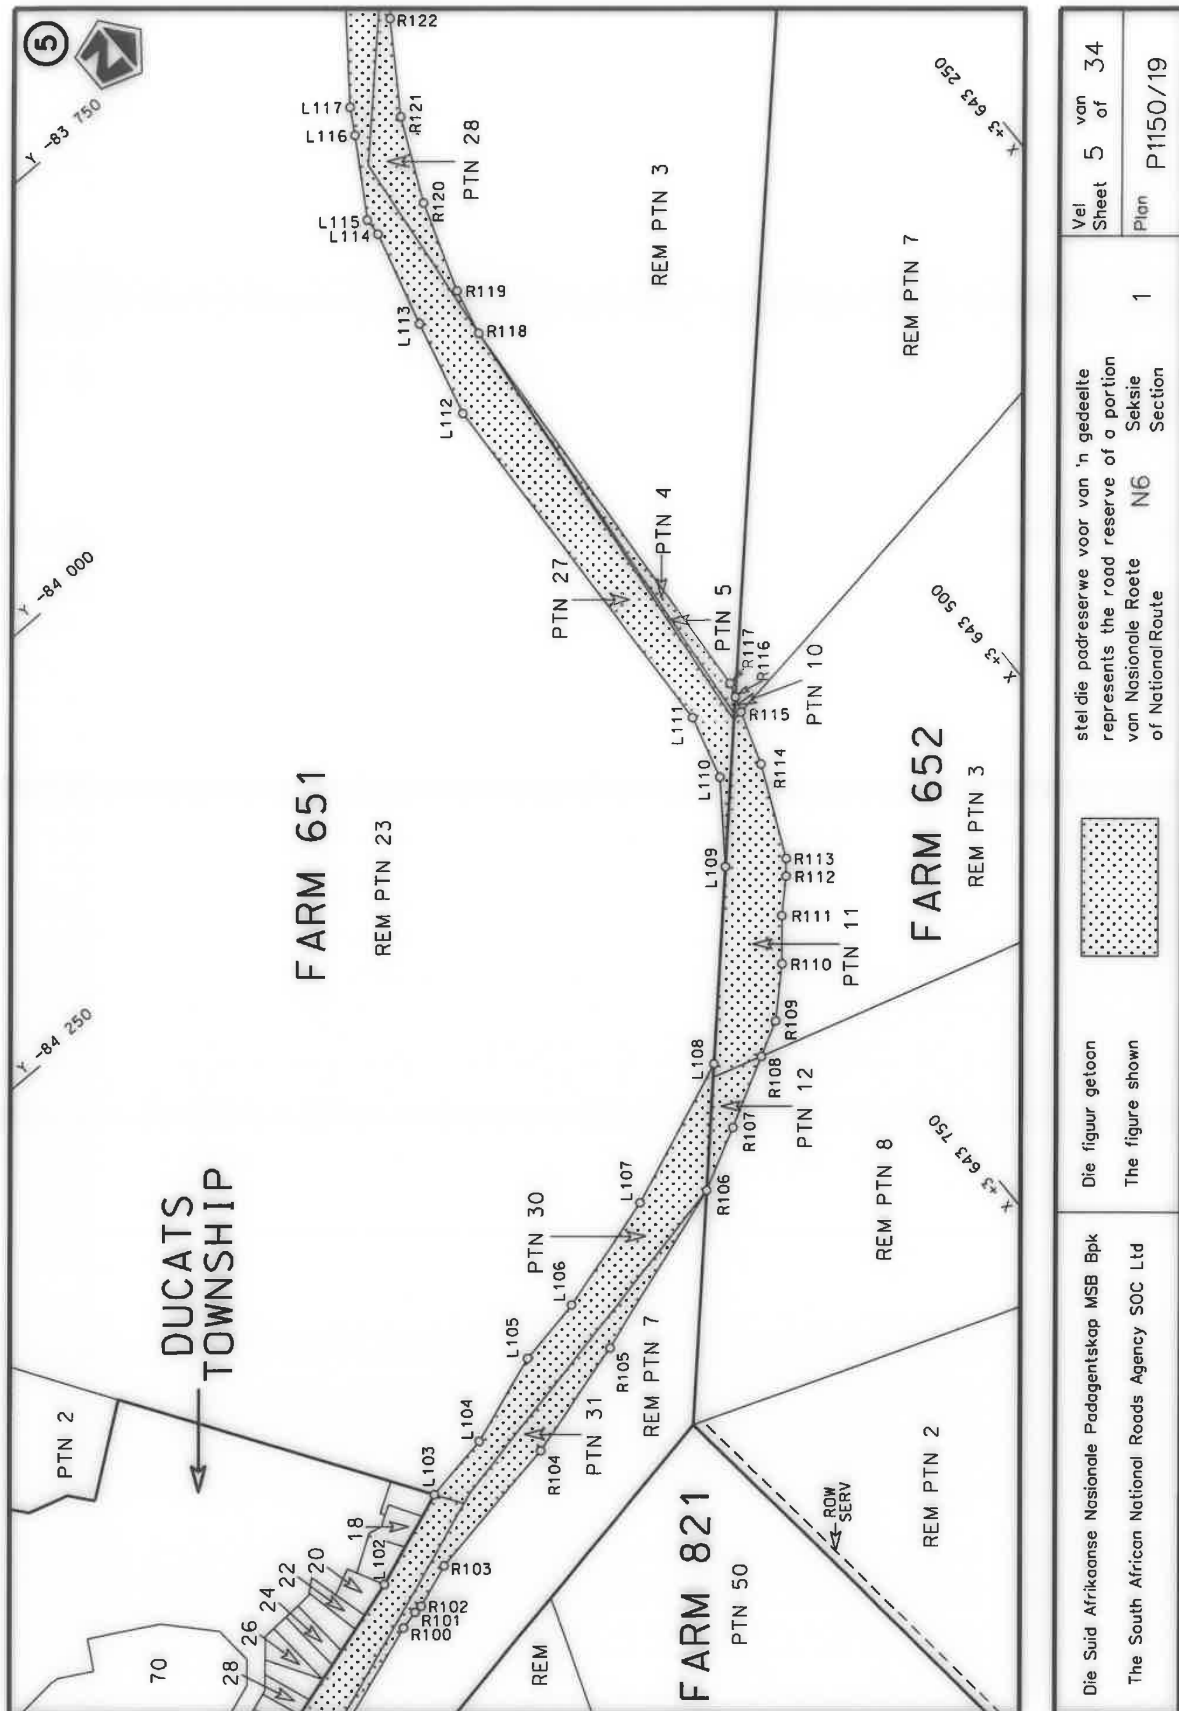 5
N
Y -83 750
Y -84 000
Y -84 250
X +3 643 250
X +3 643 500
X +3 643 750
DUCATS
TOWNSHIP
PTN 2
FARM 651
REM PTN 23
FARM 652
REM PTN 3
FARM 821
PTN 50
REM
REM PTN 2
ROW
SERV
REM PTN 8
REM PTN 7
REM PTN 7
REM PTN 3
70
28
26
24
22
20
18
L102
L103
L104
L105
L106
L107
L108
L109
L110
L111
L112
L113
L114
L115
L116
L117
R100
R101
R102
R103
R104
R105
R106
R107
R108
R109
R110
R111
R112
R113
R114
R115
R116
R117
R118
R119
R120
R121
R122
PTN 31
PTN 30
PTN 12
PTN 11
PTN 10
PTN 5
PTN 4
PTN 27
PTN 28
Die Suid Afrikaanse Nasionale Padagentskap MSB Bpk
The South African National Roads Agency SOC Ltd
Die figuur getoon
The figure shown
stel die padreserwe voor van 'n gedeelte
represents the road reserve of a portion
van Nasionale Roete N6 Seksie 1
of National Route Section
Vel 5 van 34
Sheet of
Plan P1150/19